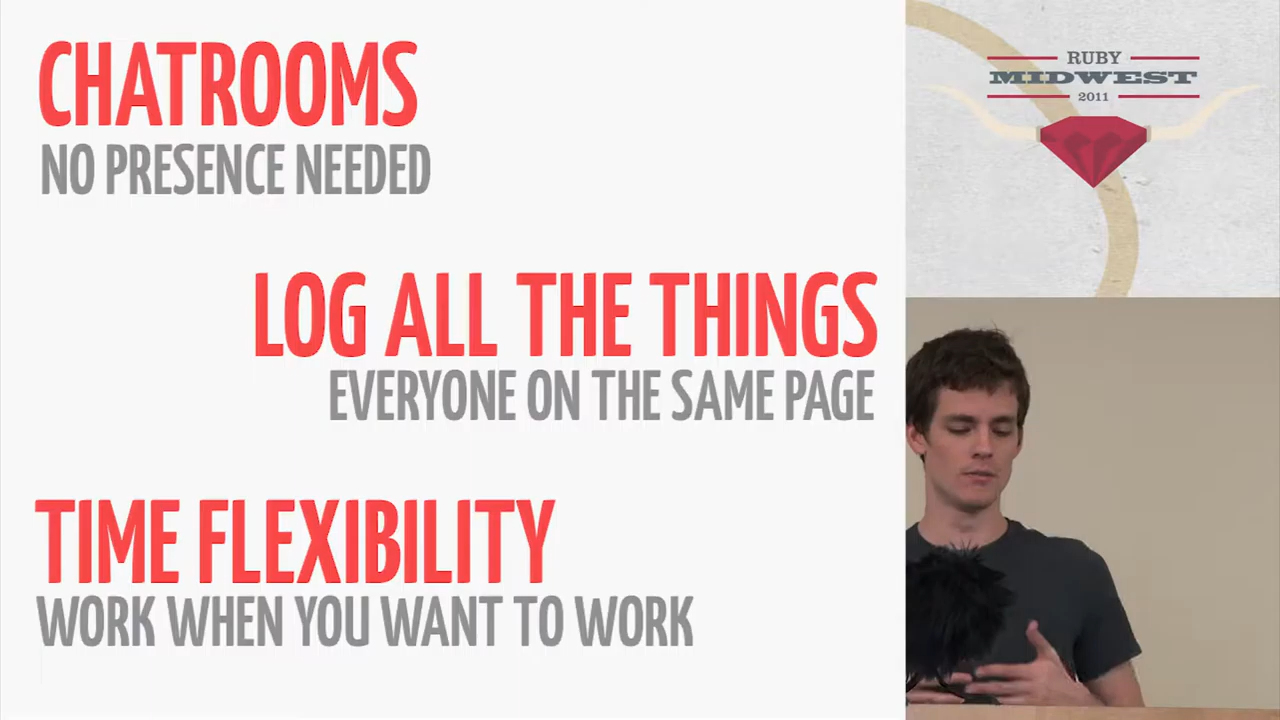 CHATROOMS
NO PRESENCE NEEDED
LOG ALL THE THINGS
EVERYONE ON THE SAME PAGE
TIME FLEXIBILITY
WORK WHEN YOU WANT TO WORK
RUBY
MIDWEST
2011